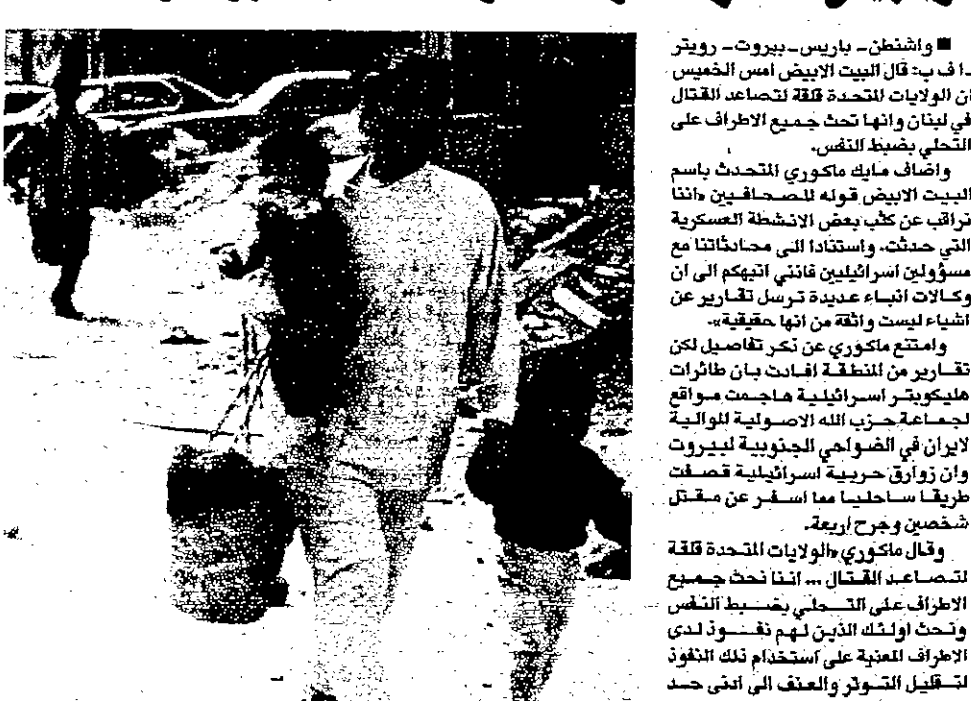 ■ واشنطن - باريس - بيروت - رويتر
ـ ا ف ب: قال البيت الابيض امس الخميس
ان الولايات المتحدة قلقة لتصاعد القتال
في لبنان وانها تحث جميع الاطراف على
التحلي بضبط النفس.
واضاف مايك ماكوري المتحدث باسم
البيت الابيض قوله للصحافيين «اننا
نراقب عن كثب بعض الانشطة العسكرية
التي حدثت. واستنادا الى محادثاتنا مع
مسؤولين اسرائيليين فانني انبهكم الى ان
وكالات انباء عديدة ترسل تقارير عن
اشياء ليست واثقة من انها حقيقية».
وامتنع ماكوري عن ذكر تفاصيل لكن
تقارير من المنطقة افادت بان طائرات
هليكوبتر اسرائيلية هاجمت مواقع
لجماعة حزب الله الاصولية الموالية
لايران في الضواحي الجنوبية لبيروت
وان زوارق حربية اسرائيلية قصفت
طريقا ساحليا مما اسفر عن مقتل
شخصين وجرح اربعة.
وقال ماكوري «الولايات المتحدة قلقة
لتصاعد القتال ... اننا نحث جميع
الاطراف على التحلي بضبط النفس
ونحث اولئك الذين لهم نفوذ لدى
الاطراف المعنية على استخدام ذلك النفوذ
لتقليل التوتر والعنف الى ادنى حد